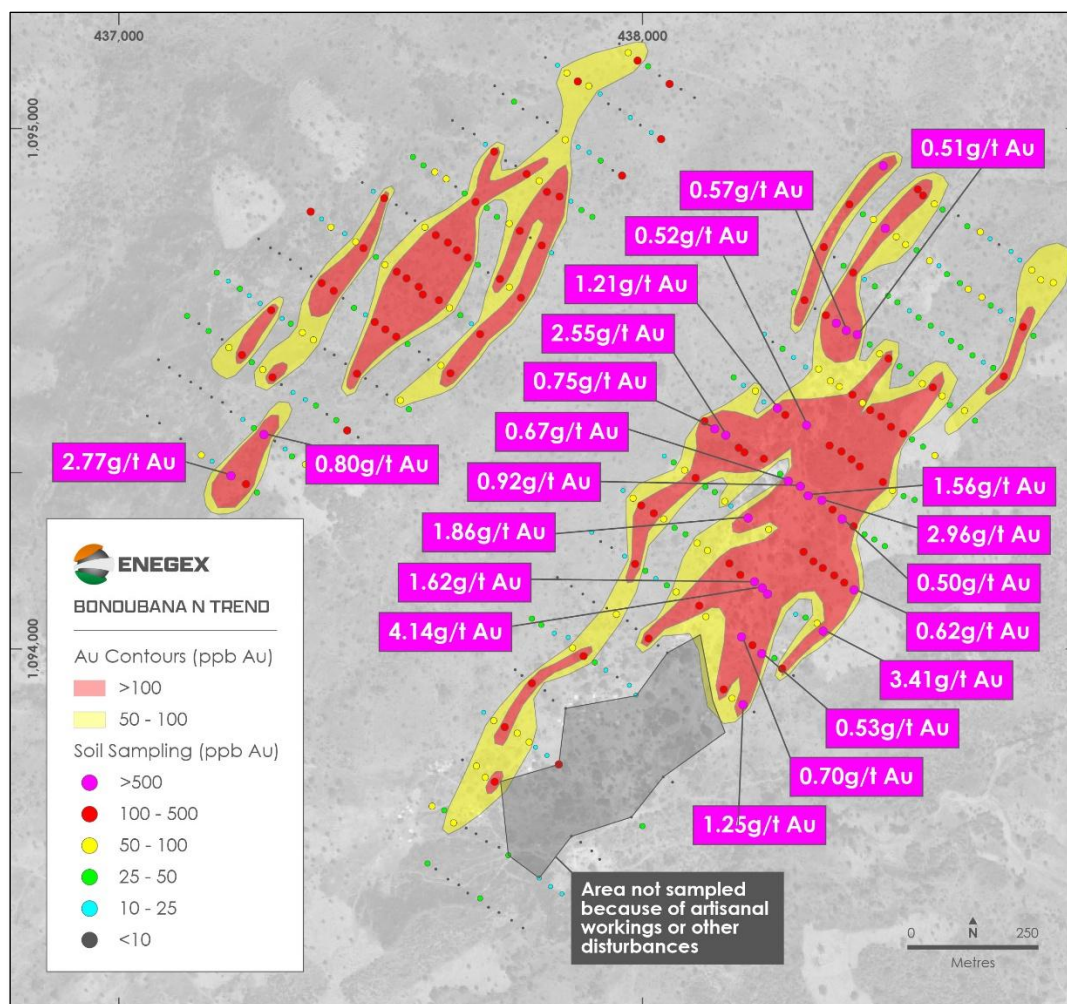 437,000
438,000
1,095,000
0.51g/t Au
0.57g/t Au
0.52g/t Au
1.21g/t Au
2.55g/t Au
0.75g/t Au
0.67g/t Au
2.77g/t Au
0.80g/t Au
0.92g/t Au
1.56g/t Au
1.86g/t Au
2.96g/t Au
1.62g/t Au
0.50g/t Au
4.14g/t Au
0.62g/t Au
1,094,000
3.41g/t Au
0.53g/t Au
0.70g/t Au
1.25g/t Au
ENEGEX
BONOUBANA N TREND
Au Contours (ppb Au)
>100
50 - 100
Soil Sampling (ppb Au)
>500
100 - 500
50 - 100
25 - 50
10 - 25
<10
Area not sampled
because of artisanal
workings or other
disturbances
N
0 250
Metres